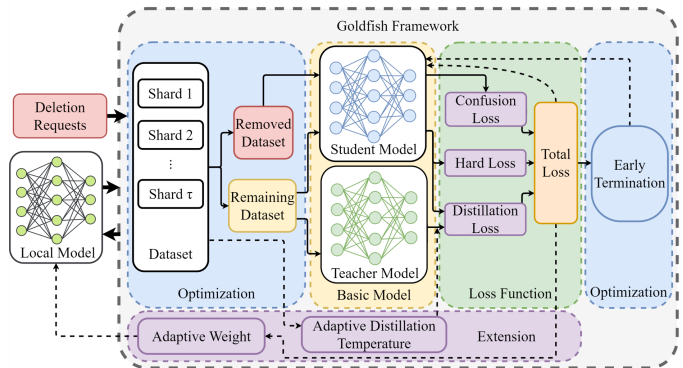 Goldfish Framework
Deletion
Requests
Local Model
Shard 1
Shard 2
...
Shard τ
Dataset
Removed
Dataset
Remaining
Dataset
Optimization
Student Model
Teacher Model
Basic Model
Confusion
Loss
Hard Loss
Distillation
Loss
Total
Loss
Loss Function
Early
Termination
Optimization
Adaptive Weight
Adaptive Distillation
Temperature
Extension